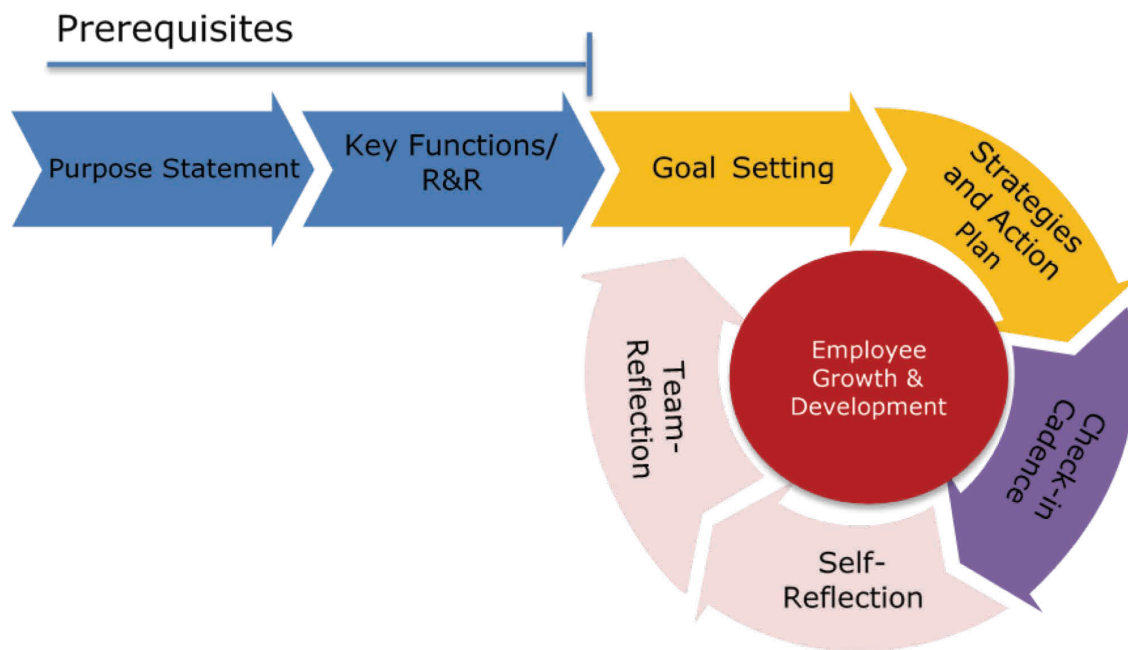 Prerequisites
Purpose Statement
Key Functions/
R&R
Goal Setting
Strategies
and Action
Plan
Check-in
Cadence
Self-
Reflection
Team-
Reflection
Employee
Growth &
Development